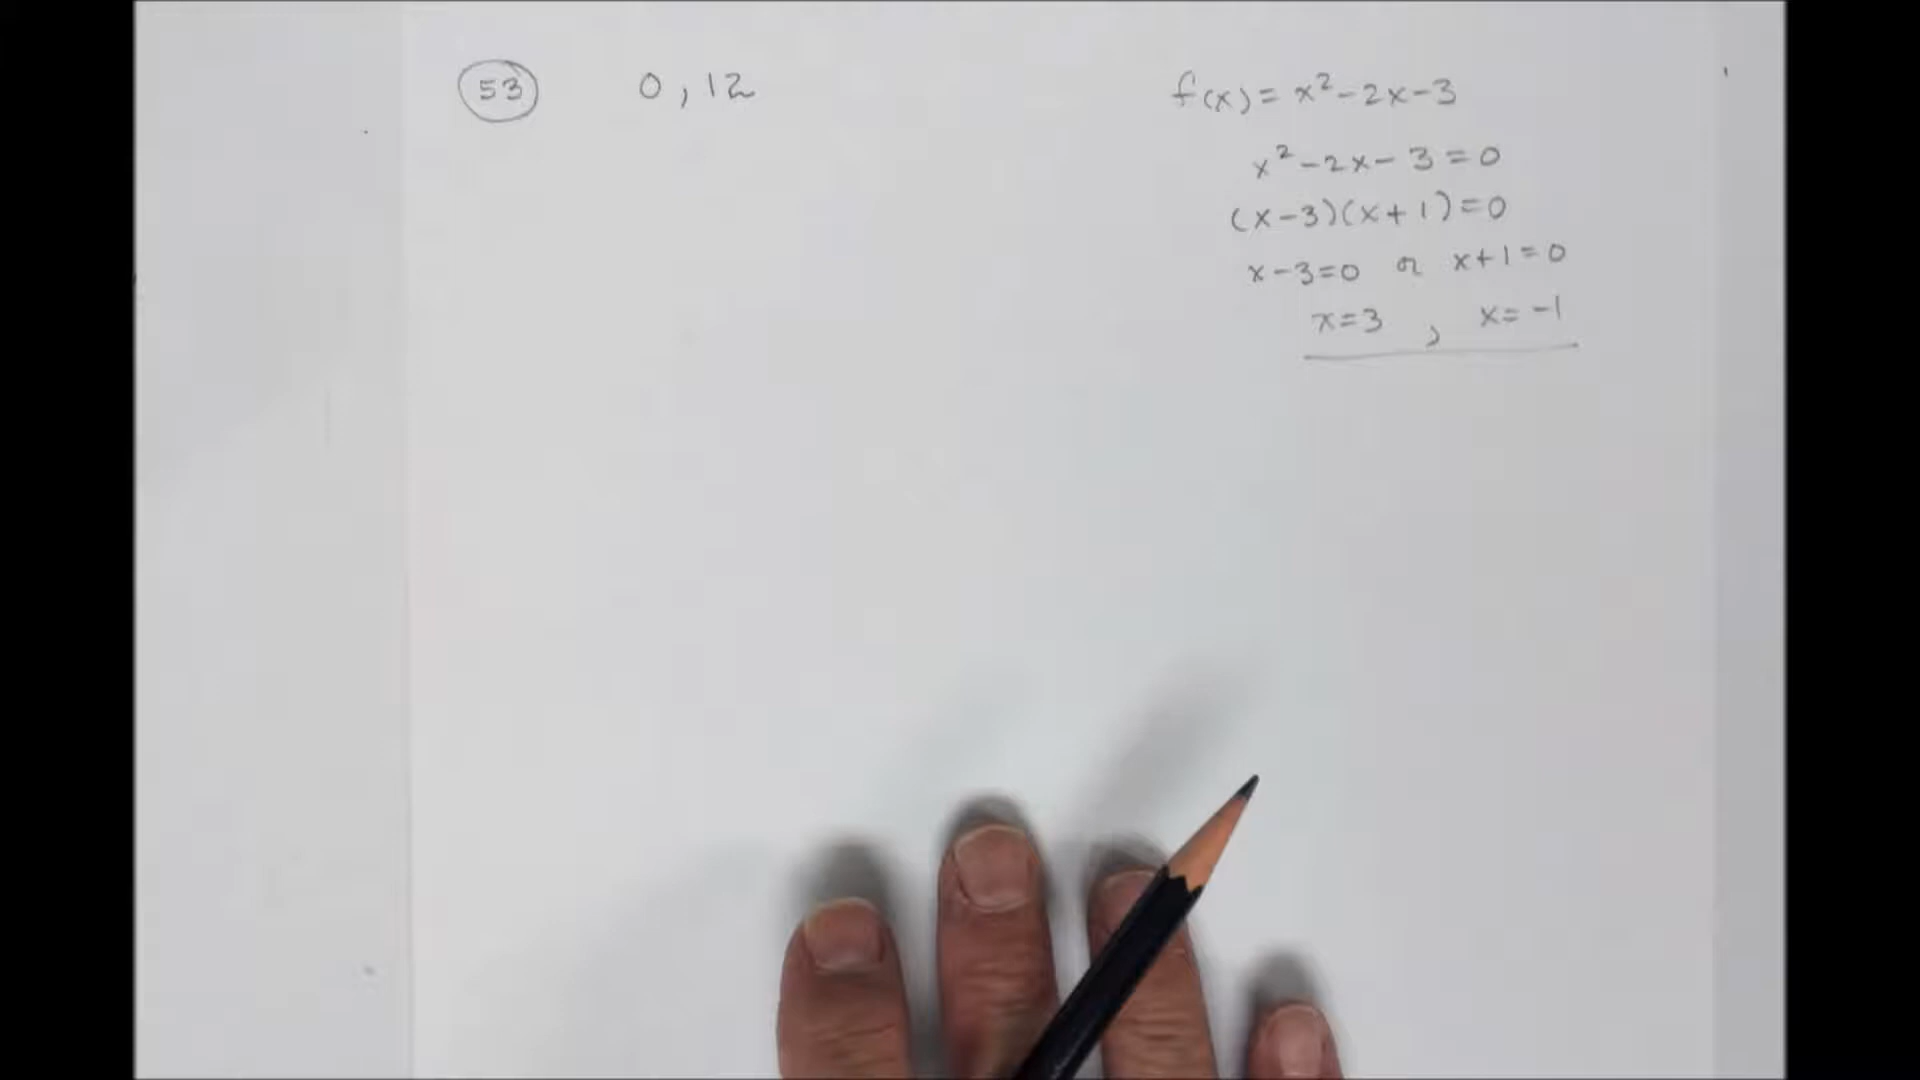 53 0, 12
f(x) = x² - 2x - 3
x² - 2x - 3 = 0
(x - 3)(x + 1) = 0
x - 3 = 0 or x + 1 = 0
x = 3 , x = -1